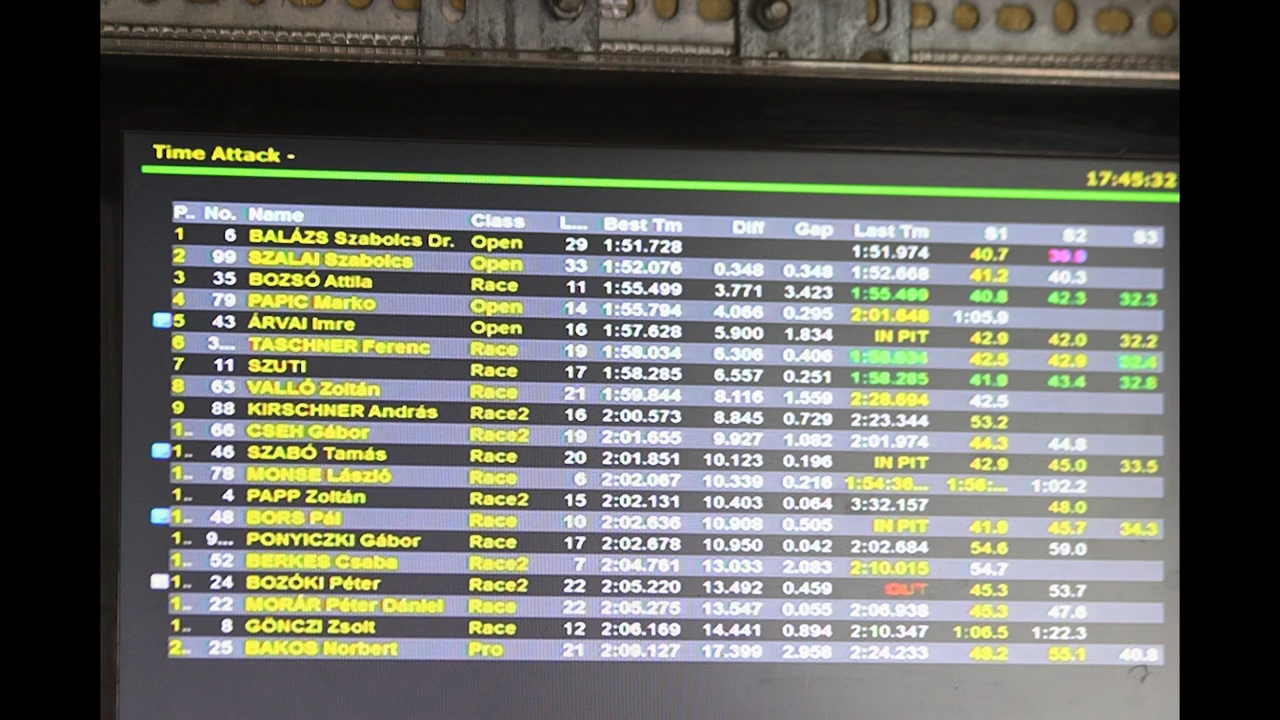 Time Attack -
17:45:32
P.. No. Name Class L... Best Tm Diff Gap Last Tm S1 S2 S3
1 6 BALÁZS Szabolcs Dr. Open 29 1:51.728 1:51.974 40.7
2 99 SZALAI Szabolcs Open 33 1:52.076 0.348 0.348 1:52.668 41.2 40.3
3 35 BOZSÓ Attila Race 11 1:55.499 3.771 3.423 1:55.499 40.8 42.3 32.3
4 79 PAPIC Marko Open 14 1:55.794 4.066 0.295 2:01.648 1:05.9
5 43 ÁRVAI Imre Open 16 1:57.628 5.900 1.834 IN PIT 42.9 42.0 32.2
6 3... TASCHNER Ferenc Race 19 1:58.034 6.306 0.406 1:58.034 42.5 42.9 32.4
7 11 SZUTI Race 17 1:58.285 6.557 0.251 1:58.285 41.9 43.4 32.8
8 63 VALLÓ Zoltán Race 21 1:59.844 8.116 1.559 2:28.694 42.5
9 88 KIRSCHNER András Race2 16 2:00.573 8.845 0.729 2:23.344 53.2
1.. 66 CSEH Gábor Race2 19 2:01.655 9.927 1.082 2:01.974 44.3 44.8
1.. 46 SZABÓ Tamás Race 20 2:01.851 10.123 0.196 IN PIT 42.9 45.0 33.5
1.. 78 MONSE László Race 6 2:02.067 10.339 0.216 1:54:36... 1:56:... 1:02.2
1.. 4 PAPP Zoltán Race2 15 2:02.131 10.403 0.064 3:32.157 48.0
1.. 48 BORS Pál Race 10 2:02.636 10.908 0.505 IN PIT 41.9 45.7 34.3
1.. 9... PONYICZKI Gábor Race 17 2:02.678 10.950 0.042 2:02.684 54.6 59.0
1.. 52 BERKES Csaba Race2 7 2:04.761 13.033 2.083 2:10.015 54.7
1.. 24 BOZÓKI Péter Race2 22 2:05.220 13.492 0.459 OUT 45.3 53.7
1.. 22 MORÁR Péter Dániel Race 22 2:05.275 13.547 0.055 2:06.938 45.3 47.6
1.. 8 GÖNCZI Zsolt Race 12 2:06.169 14.441 0.894 2:10.347 1:06.5 1:22.3
2.. 25 BAKOS Norbert Pro 21 2:09.127 17.399 2.958 2:24.233 48.2 55.1 40.8